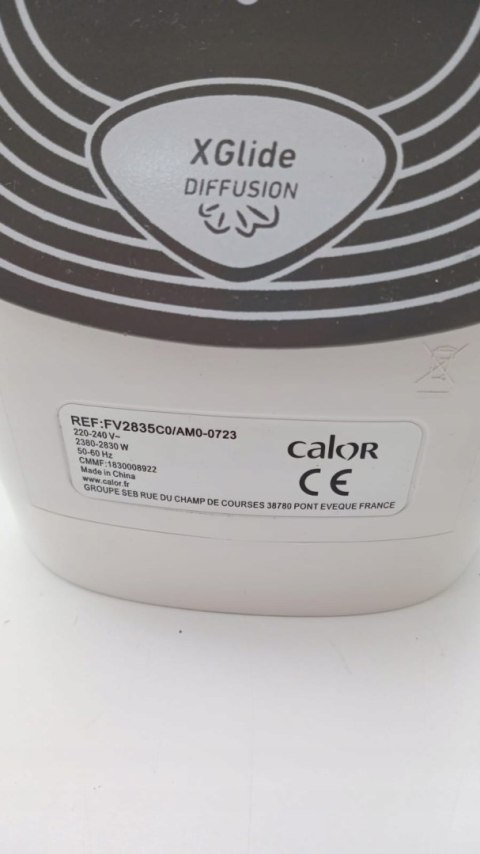 XGlide
DIFFUSION
REF:FV2835C0/AM0-0723
220-240 V~
2380-2830 W
50-60 Hz
CMMF:1830008922
Made in China
www.calor.fr
GROUPE SEB RUE DU CHAMP DE COURSES 38780 PONT EVEQUE FRANCE
calor
CE